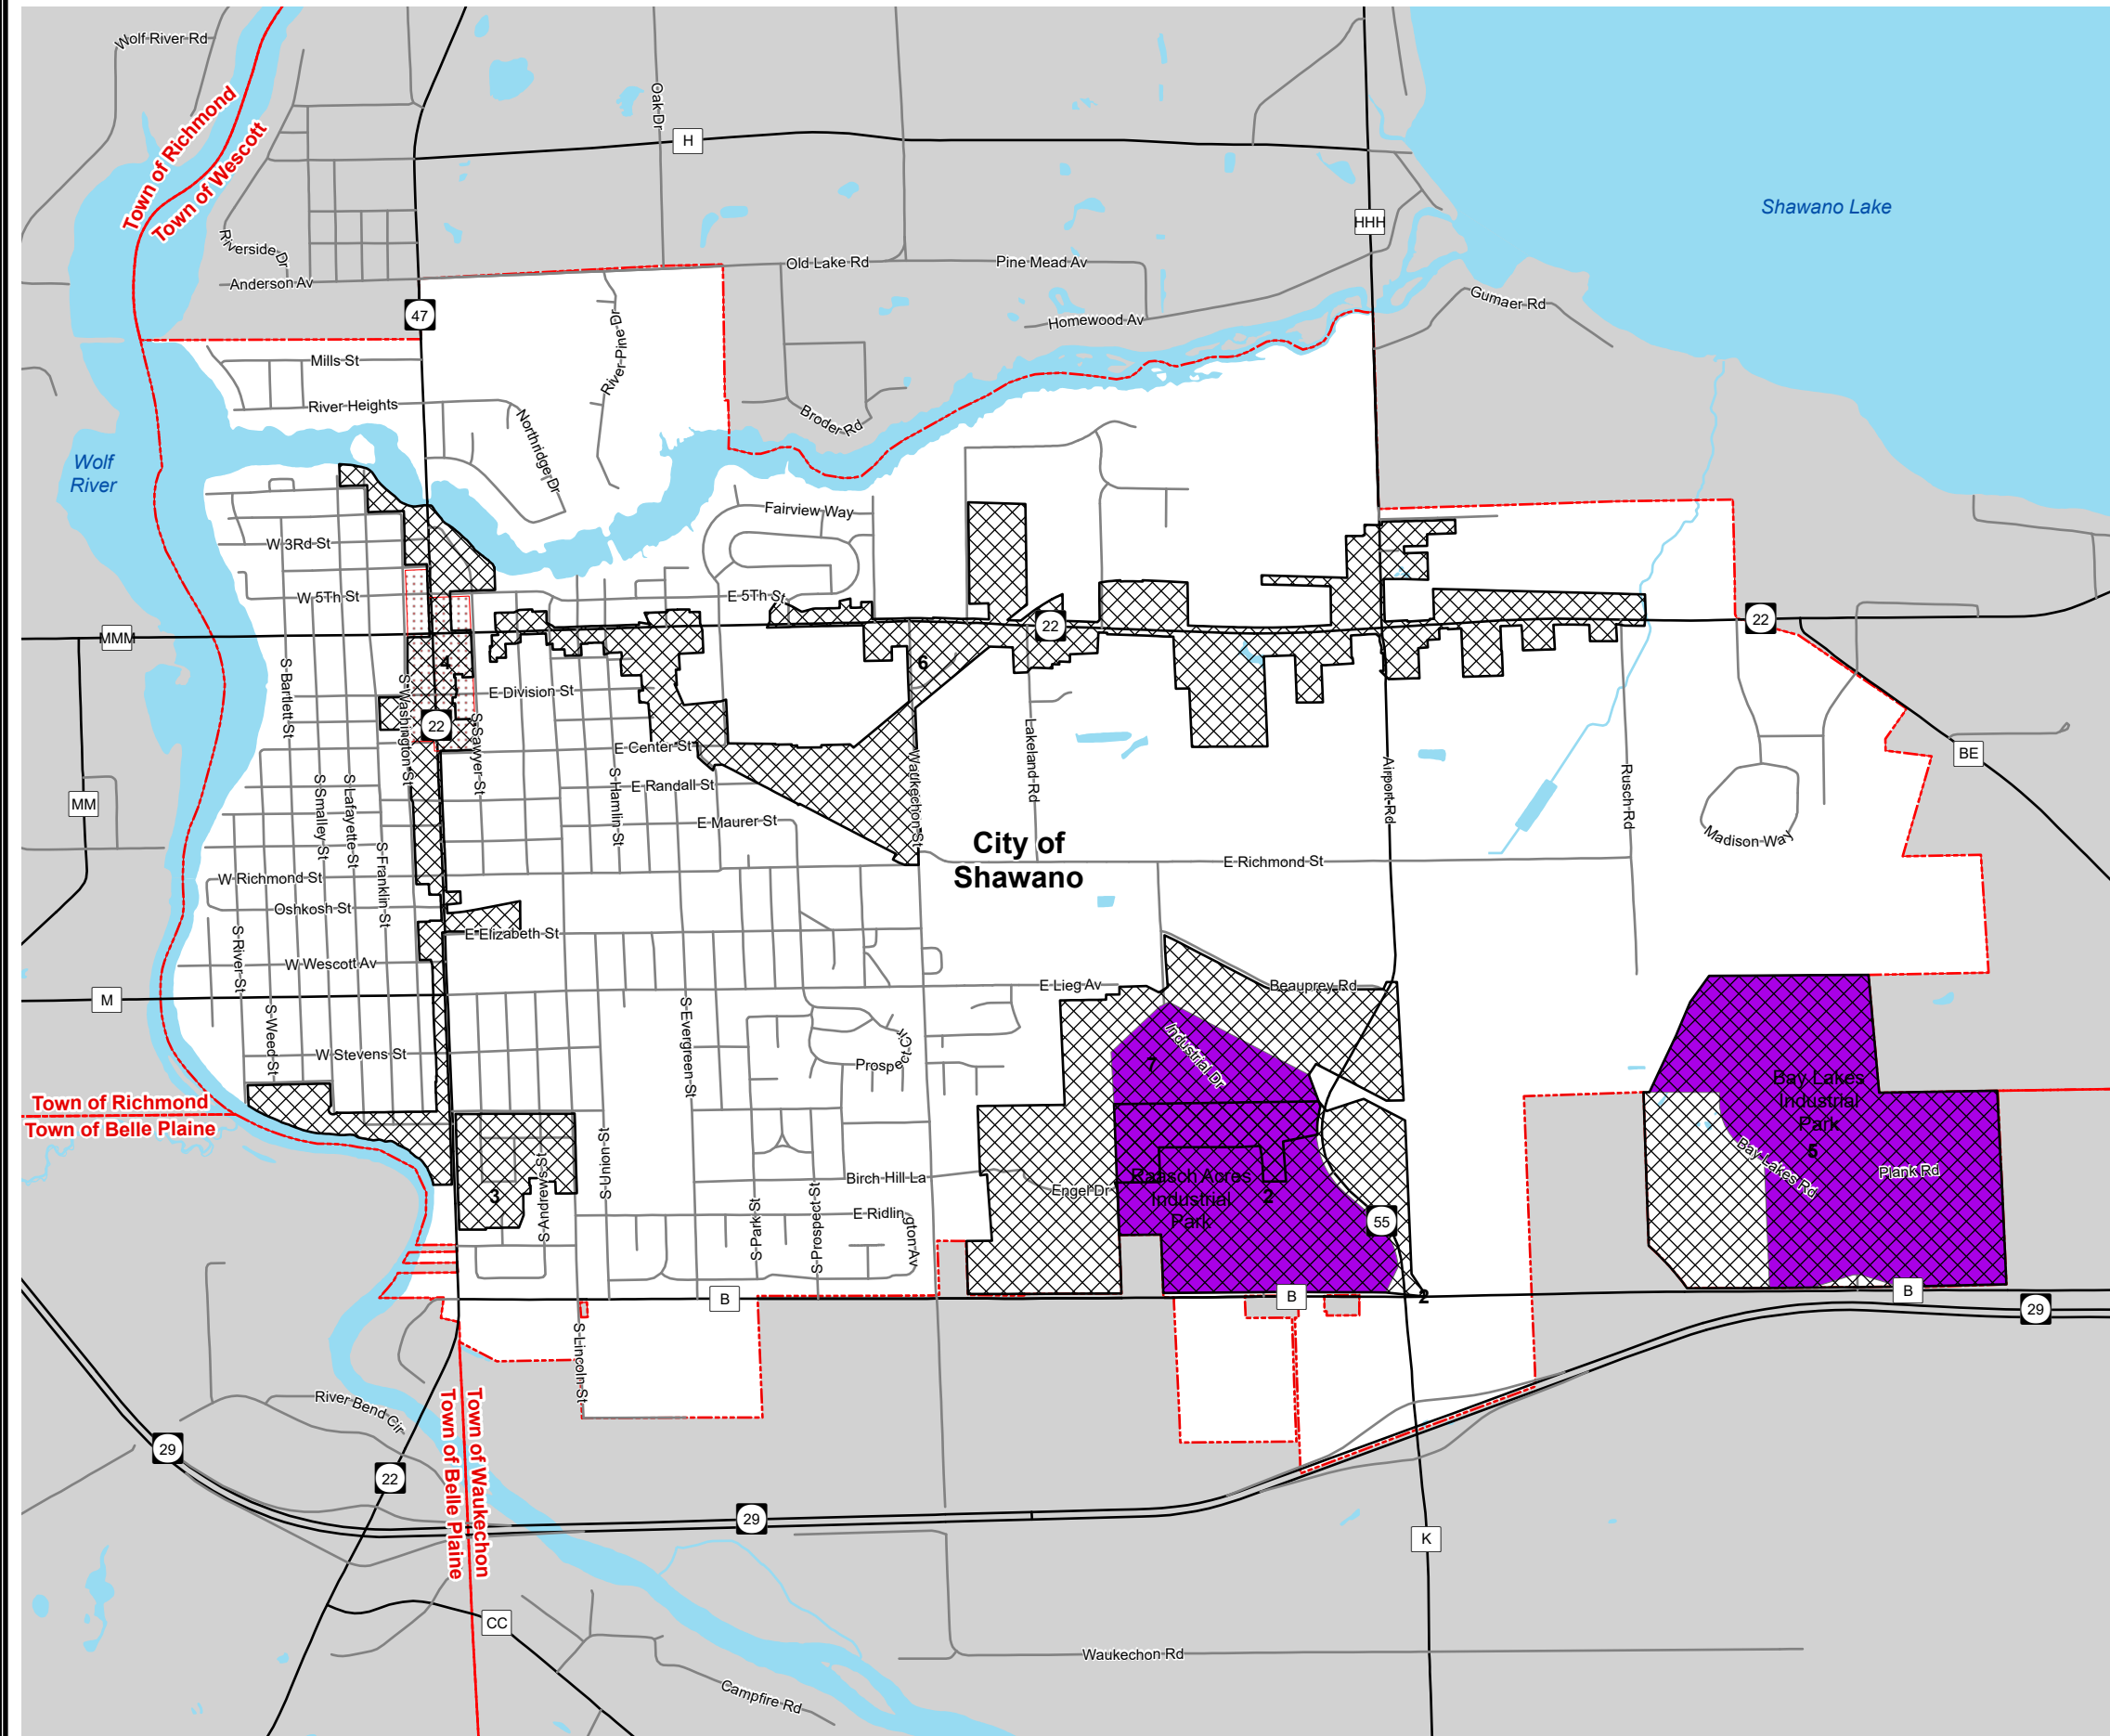 Wolf River Rd
Oak Dr
H
Town of Richmond
Town of Wescott
Shawano Lake
HHH
Riverside Dr
Anderson Av
Old Lake Rd
Pine Mead Av
47
Gumaer Rd
Homewood Av
Mills St
River Pine Dr
River Heights
Northridge Dr
Broder Rd
Wolf
River
Fairview Way
W 3Rd St
W 5Th St
E 5Th St
22
22
MMM
4
6
S Bartlett St
S Washington St
E Division St
22
S Sawyer St
E Center St
Lakeland Rd
Waukechon St
Airport Rd
Rusch Rd
BE
MM
S Smalley St
S Lafayette St
S Hamlin St
E Randall St
E Maurer St
Madison Way
City of
Shawano
E Richmond St
W Richmond St
S Franklin St
Oshkosh St
E Elizabeth St
S River St
W Wescott Av
E Lieg Av
Beauprey Rd
M
S Weed St
S Evergreen St
Industrial Dr
W Stevens St
Prospect Cir
7
Bay Lakes
Industrial
Park
5
Bay Lakes Rd
Plank Rd
Town of Richmond
Town of Belle Plaine
S Union St
S Andrews St
3
Birch Hill La
Engel Dr
Raasch Acres
Industrial
Park
2
S Park St
S Prospect St
E Ridlington Av
55
B
B
2
B
29
S Lincoln St
River Bend Cir
Town of Waukechon
Town of Belle Plaine
29
22
29
K
CC
Waukechon Rd
Campfire Rd